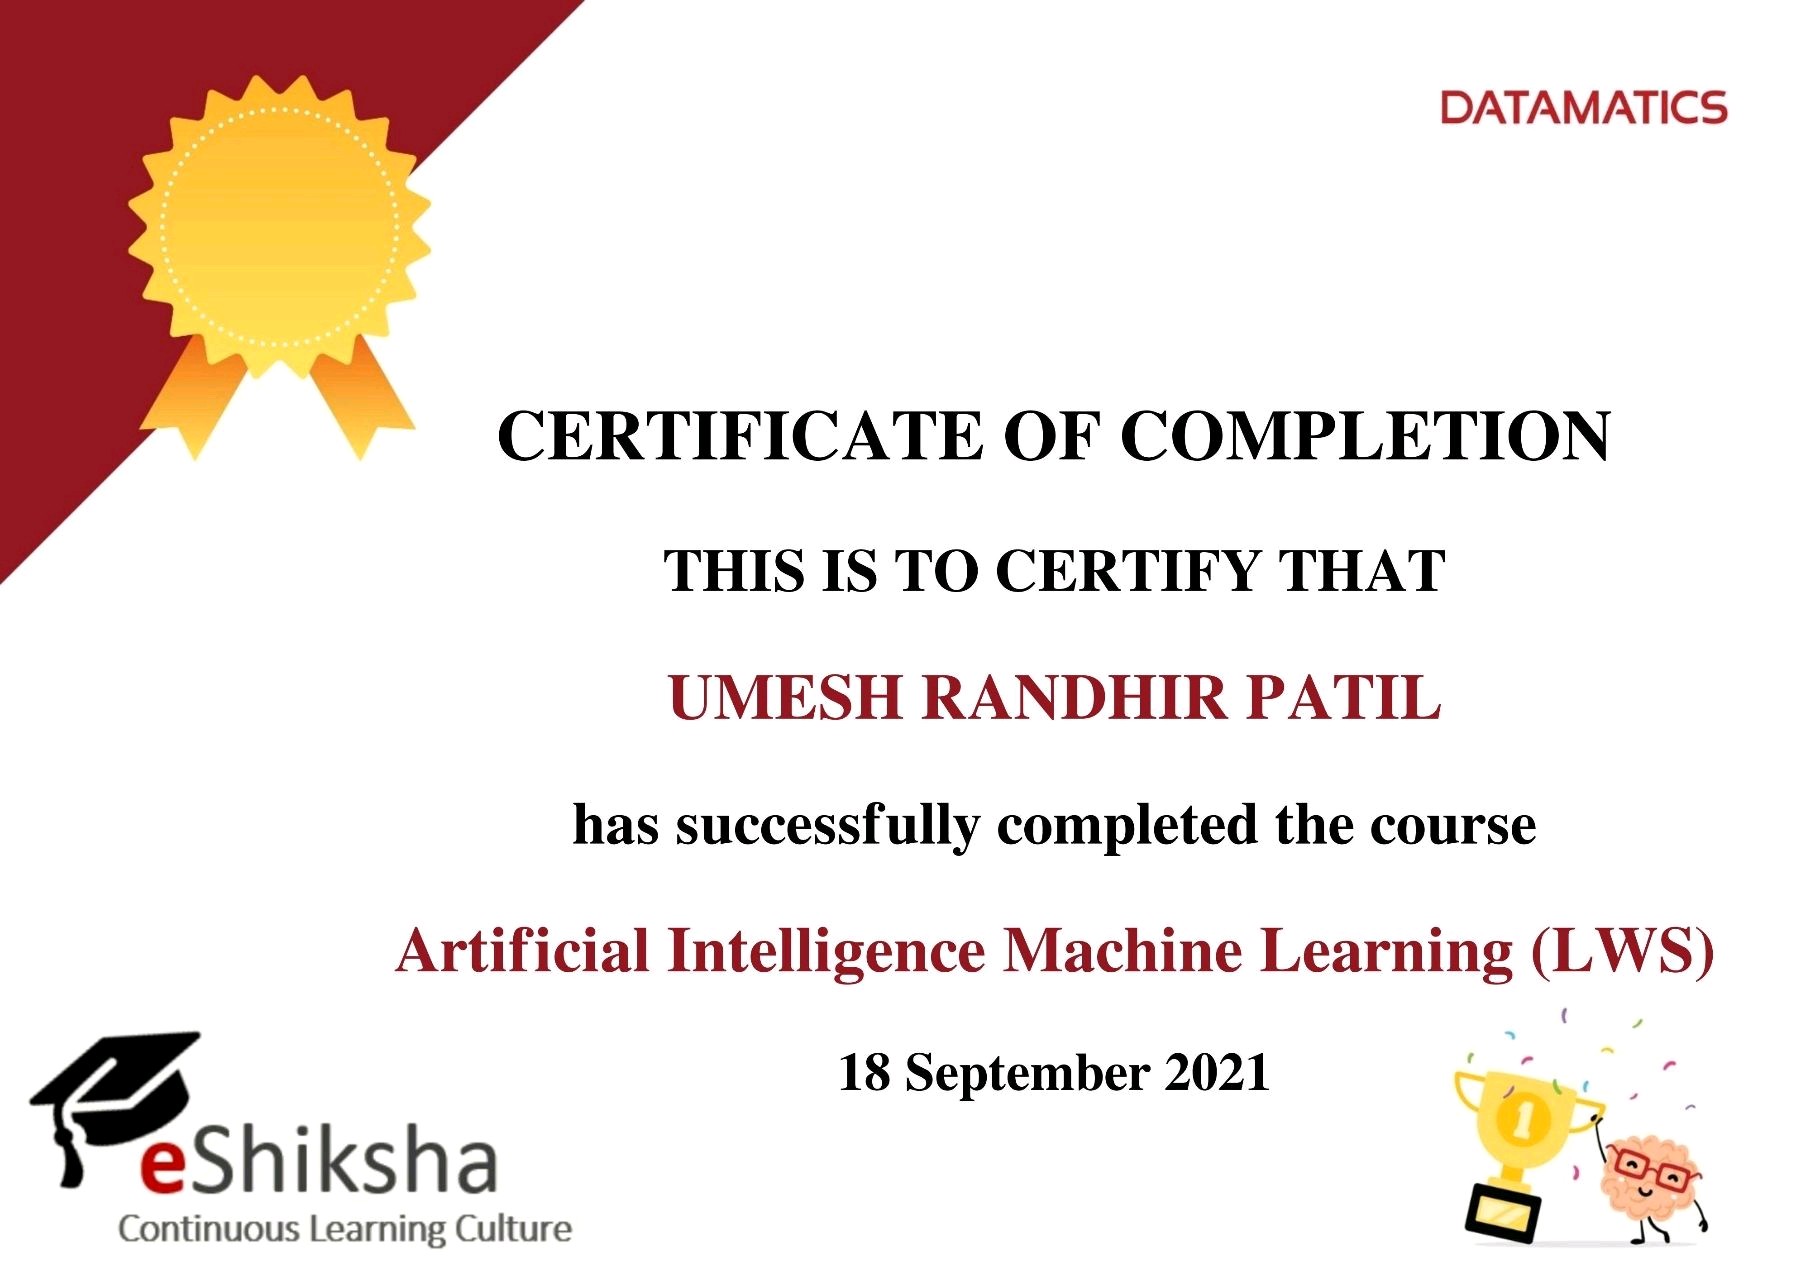 DATAMATICS
CERTIFICATE OF COMPLETION
THIS IS TO CERTIFY THAT
UMESH RANDHIR PATIL
has successfully completed the course
Artificial Intelligence Machine Learning (LWS)
18 September 2021
1
eShiksha
Continuous Learning Culture